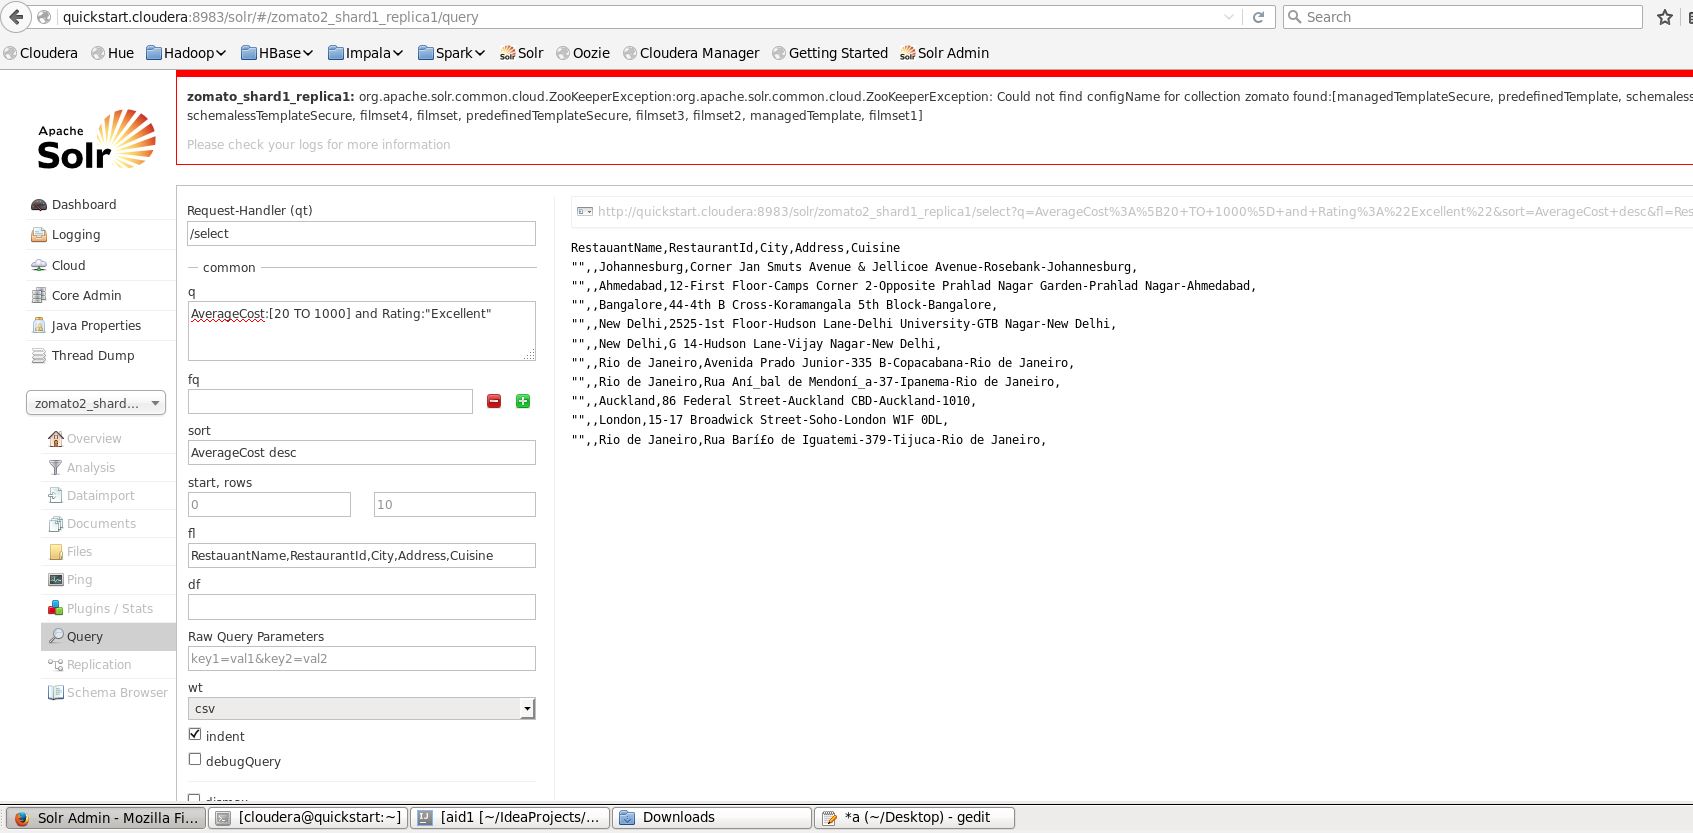 quickstart.cloudera:8983/solr/#/zomato2_shard1_replica1/query
Search
Cloudera Hue Hadoop HBase Impala Spark Solr Oozie Cloudera Manager Getting Started Solr Admin
zomato_shard1_replica1: org.apache.solr.common.cloud.ZooKeeperException:org.apache.solr.common.cloud.ZooKeeperException: Could not find configName for collection zomato found:[managedTemplateSecure, predefinedTemplate, schemaless
schemalessTemplateSecure, filmset4, filmset, predefinedTemplateSecure, filmset3, filmset2, managedTemplate, filmset1]
Please check your logs for more information
Apache
Solr
Dashboard
Logging
Cloud
Core Admin
Java Properties
Thread Dump
zomato2_shard...
Overview
Analysis
Dataimport
Documents
Files
Ping
Plugins / Stats
Query
Replication
Schema Browser
Request-Handler (qt)
/select
common
q
AverageCost:[20 TO 1000] and Rating:"Excellent"
fq
sort
AverageCost desc
start, rows
0 10
fl
RestauantName,RestaurantId,City,Address,Cuisine
df
Raw Query Parameters
key1=val1&key2=val2
wt
csv
indent
debugQuery
http://quickstart.cloudera:8983/solr/zomato2_shard1_replica1/select?q=AverageCost%3A%5B20+TO+1000%5D+and+Rating%3A%22Excellent%22&sort=AverageCost+desc&fl=Res
RestauantName,RestaurantId,City,Address,Cuisine
"",,Johannesburg,Corner Jan Smuts Avenue & Jellicoe Avenue-Rosebank-Johannesburg,
"",,Ahmedabad,12-First Floor-Camps Corner 2-Opposite Prahlad Nagar Garden-Prahlad Nagar-Ahmedabad,
"",,Bangalore,44-4th B Cross-Koramangala 5th Block-Bangalore,
"",,New Delhi,2525-1st Floor-Hudson Lane-Delhi University-GTB Nagar-New Delhi,
"",,New Delhi,G 14-Hudson Lane-Vijay Nagar-New Delhi,
"",,Rio de Janeiro,Avenida Prado Junior-335 B-Copacabana-Rio de Janeiro,
"",,Rio de Janeiro,Rua Aní_bal de Mendoní_a-37-Ipanema-Rio de Janeiro,
"",,Auckland,86 Federal Street-Auckland CBD-Auckland-1010,
"",,London,15-17 Broadwick Street-Soho-London W1F 0DL,
"",,Rio de Janeiro,Rua Barí£o de Iguatemi-379-Tijuca-Rio de Janeiro,
Solr Admin - Mozilla Fi... [cloudera@quickstart:~] [aid1 [~/IdeaProjects/... Downloads *a (~/Desktop) - gedit